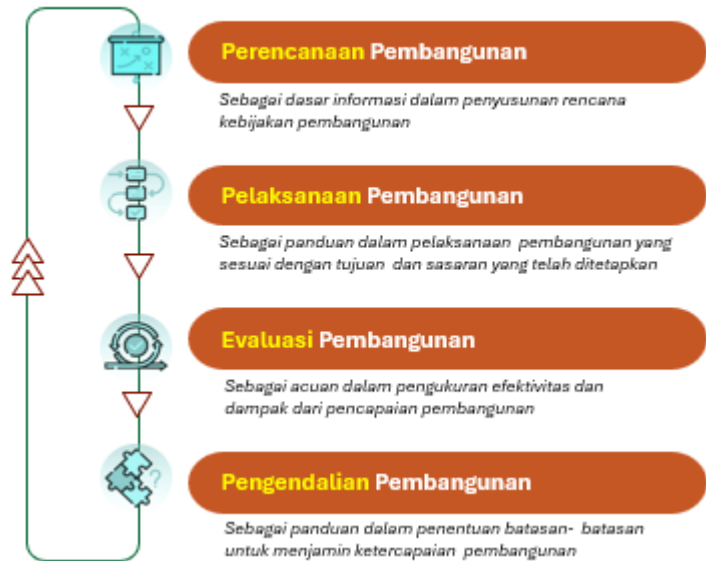 Perencanaan Pembangunan
Sebagai dasar informasi dalam penyusunan rencana
kebijakan pembangunan
Pelaksanaan Pembangunan
Sebagai panduan dalam pelaksanaan pembangunan yang
sesuai dengan tujuan dan sasaran yang telah ditetapkan
Evaluasi Pembangunan
Sebagai acuan dalam pengukuran efektivitas dan
dampak dari pencapaian pembangunan
?
Pengendalian Pembangunan
Sebagai panduan dalam penentuan batasan- batasan
untuk menjamin ketercapaian pembangunan